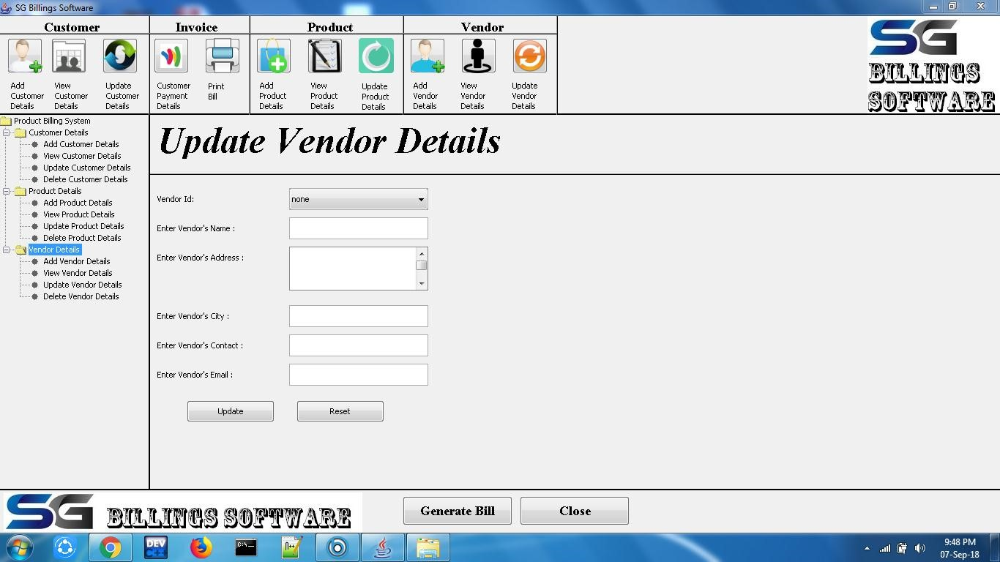 SG Billings Software
Customer
Invoice
Product
Vendor
Add Customer Details
View Customer Details
Update Customer Details
Customer Payment Details
Print Bill
Add Product Details
View Product Details
Update Product Details
Add Vendor Details
View Vendor Details
Update Vendor Details
SG
BILLINGS
SOFTWARE
Product Billing System
Customer Details
Add Customer Details
View Customer Details
Update Customer Details
Delete Customer Details
Product Details
Add Product Details
View Product Details
Update Product Details
Delete Product Details
Vendor Details
Add Vendor Details
View Vendor Details
Update Vendor Details
Delete Vendor Details
Update Vendor Details
Vendor Id:
none
Enter Vendor's Name :
Enter Vendor's Address :
Enter Vendor's City :
Enter Vendor's Contact :
Enter Vendor's Email :
Update
Reset
SG BILLINGS SOFTWARE
Generate Bill
Close
DEV C++
C:\
N++
9:48 PM
07-Sep-18